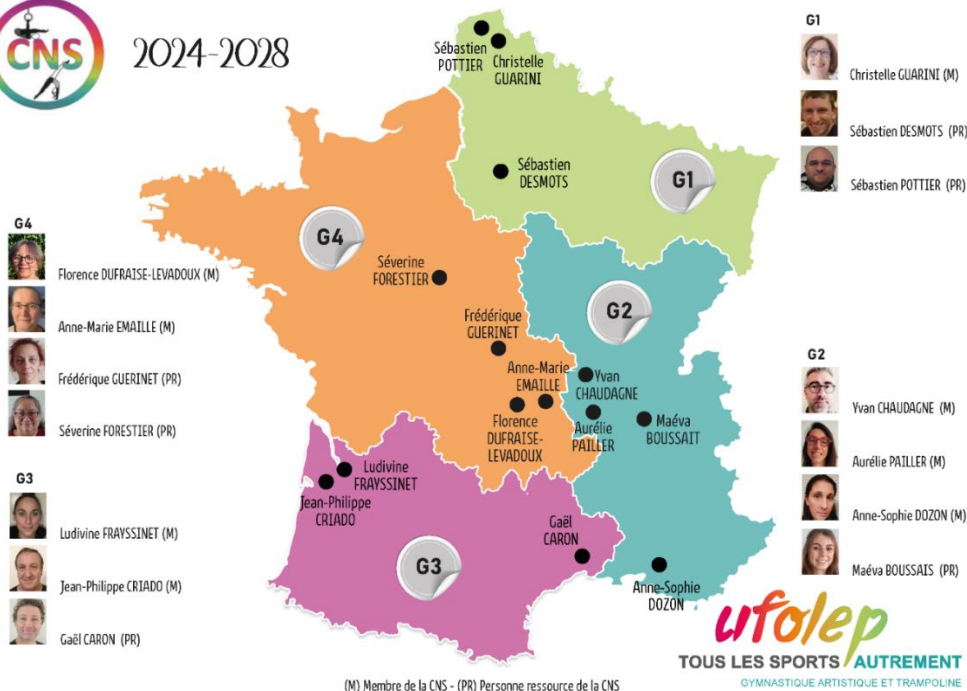 CNS
2024-2028
G1
Christelle GUARINI (M)
Sébastien DESMOTS (PR)
Sébastien POTTIER (PR)
Sébastien
POTTIER
Christelle
GUARINI
Sébastien
DESMOTS
G1
G4
Séverine
FORESTIER
G2
Frédérique
GUERINET
Anne-Marie
EMAILLE
Yvan
CHAUDAGNE
Florence
DUFRAISE-
LEVADOUX
Aurélie
PAILLER
Maéva
BOUSSAIT
Ludivine
FRAYSSINET
Jean-Philippe
CRIADO
Gaël
CARON
G3
Anne-Sophie
DOZON
G4
Florence DUFRAISE-LEVADOUX (M)
Anne-Marie EMAILLE (M)
Frédérique GUERINET (PR)
Séverine FORESTIER (PR)
G3
Ludivine FRAYSSINET (M)
Jean-Philippe CRIADO (M)
Gaël CARON (PR)
G2
Yvan CHAUDAGNE (M)
Aurélie PAILLER (M)
Anne-Sophie DOZON (M)
Maéva BOUSSAIS (PR)
ufolep
TOUS LES SPORTS AUTREMENT
GYMNASTIQUE ARTISTIQUE ET TRAMPOLINE
(M) Membre de la CNS - (PR) Personne ressource de la CNS